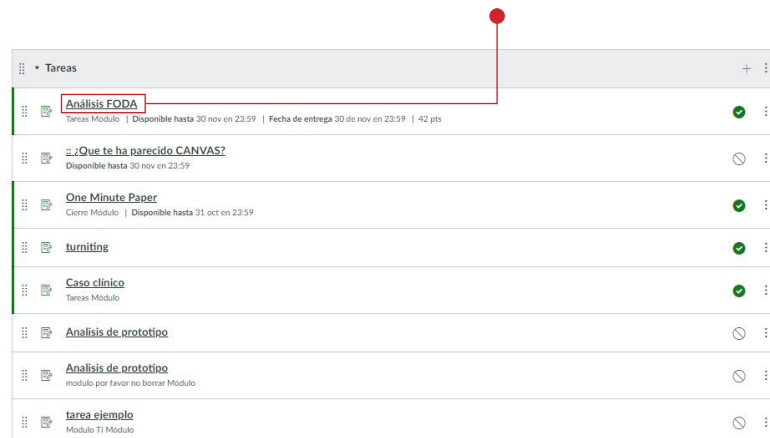 Tareas
Análisis FODA
Tareas Módulo | Disponible hasta 30 nov en 23:59 | Fecha de entrega 30 de nov en 23:59 | 42 pts
:: ¿Que te ha parecido CANVAS?
Disponible hasta 30 nov en 23:59
One Minute Paper
Cierre Módulo | Disponible hasta 31 oct en 23:59
turniting
Caso clínico
Tareas Módulo
Analisis de prototipo
Analisis de prototipo
modulo por favor no borrar Módulo
tarea ejemplo
Modulo TI Módulo